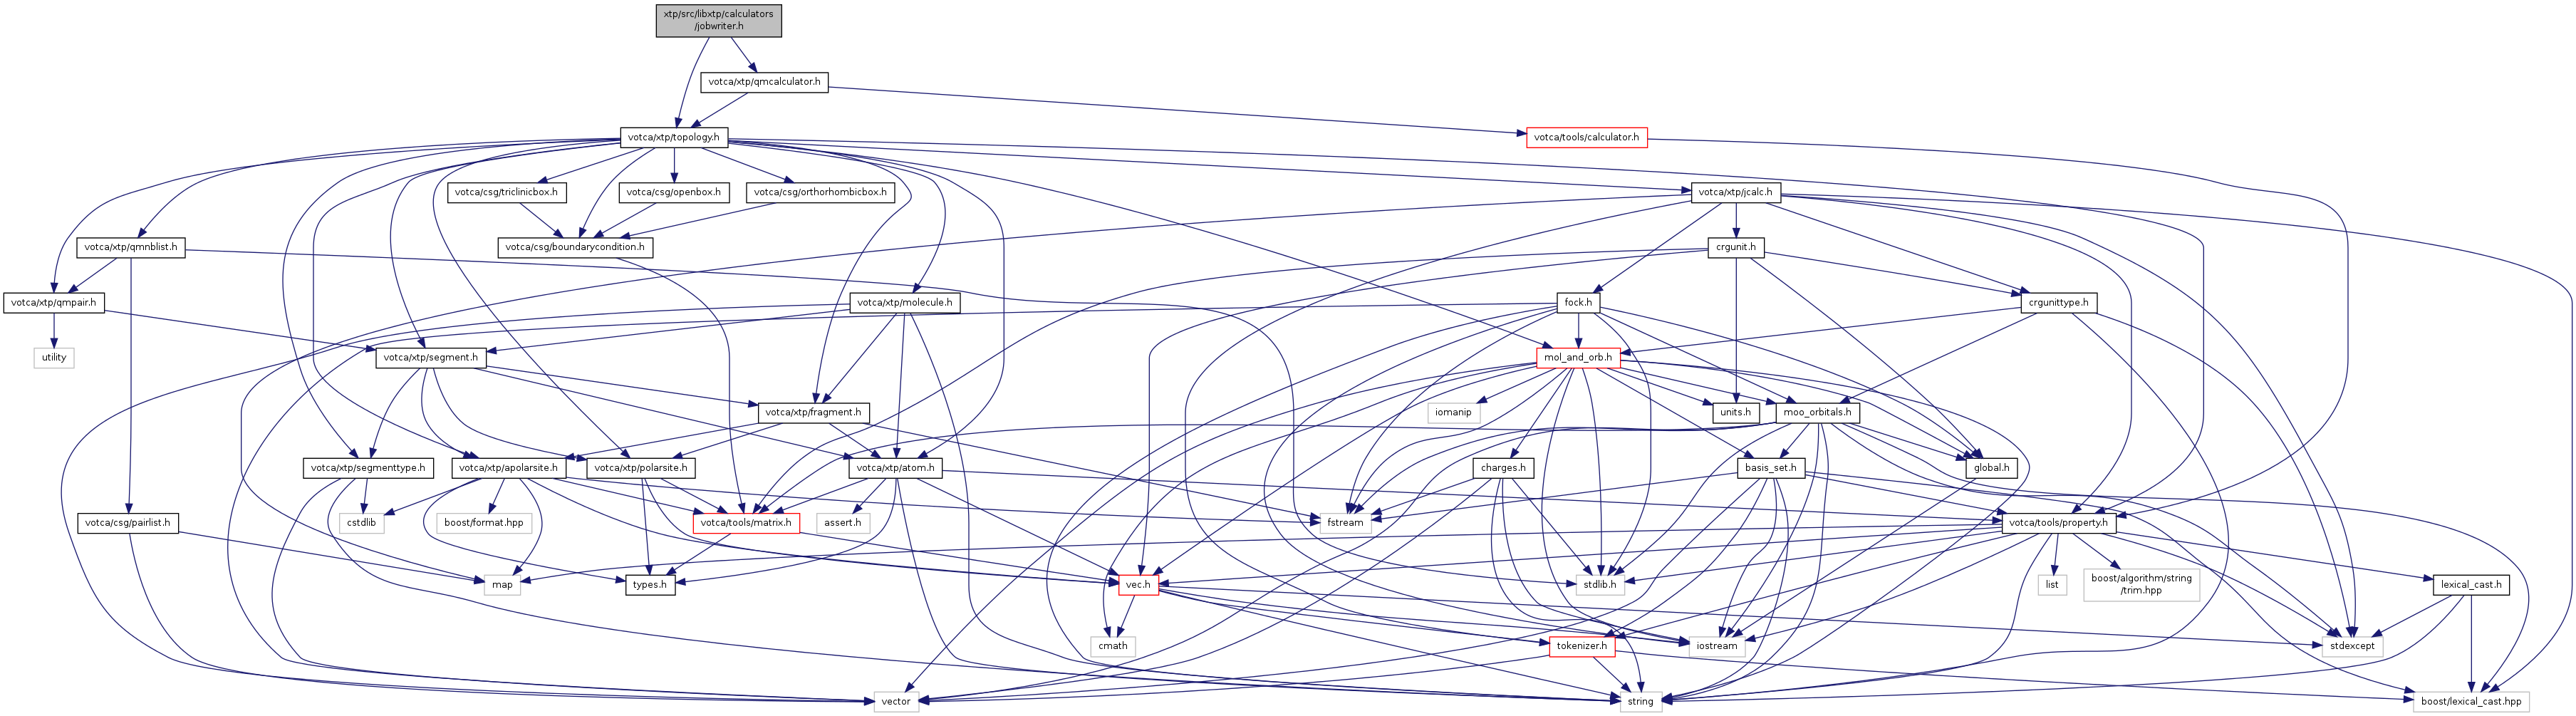 xtp/src/libxtp/calculators
/jobwriter.h
votca/xtp/qmcalculator.h
votca/xtp/topology.h
votca/tools/calculator.h
votca/csg/triclinicbox.h
votca/csg/openbox.h
votca/csg/orthorhombicbox.h
votca/xtp/jcalc.h
votca/xtp/qmnblist.h
votca/csg/boundarycondition.h
crgunit.h
votca/xtp/qmpair.h
votca/xtp/molecule.h
fock.h
crgunittype.h
utility
votca/xtp/segment.h
mol_and_orb.h
votca/xtp/fragment.h
iomanip
units.h
moo_orbitals.h
votca/xtp/segmenttype.h
votca/xtp/apolarsite.h
votca/xtp/polarsite.h
votca/xtp/atom.h
charges.h
basis_set.h
global.h
votca/csg/pairlist.h
cstdlib
boost/format.hpp
votca/tools/matrix.h
assert.h
fstream
votca/tools/property.h
map
types.h
vec.h
stdlib.h
list
boost/algorithm/string
/trim.hpp
lexical_cast.h
cmath
tokenizer.h
iostream
stdexcept
vector
string
boost/lexical_cast.hpp